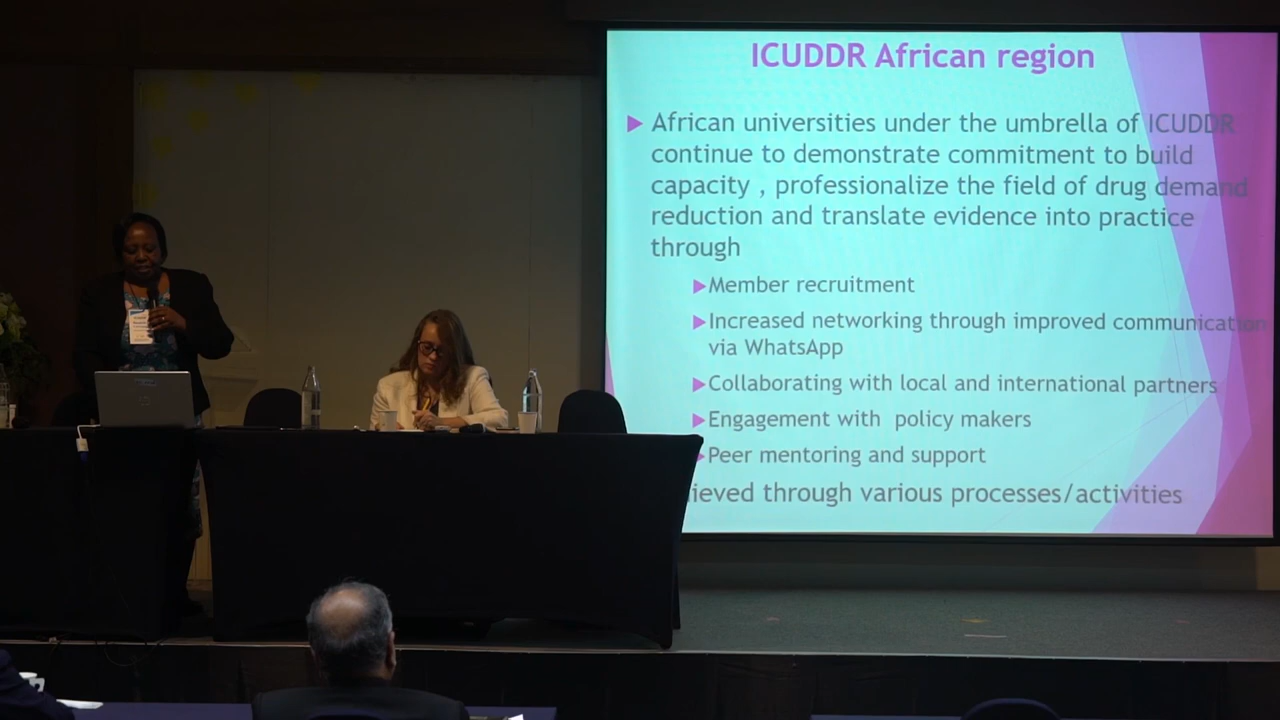 ICUDDR African region
African universities under the umbrella of ICUDDR
continue to demonstrate commitment to build
capacity , professionalize the field of drug demand
reduction and translate evidence into practice
through
Member recruitment
Increased networking through improved communication
via WhatsApp
Collaborating with local and international partners
Engagement with policy makers
Peer mentoring and support
ieved through various processes/activities